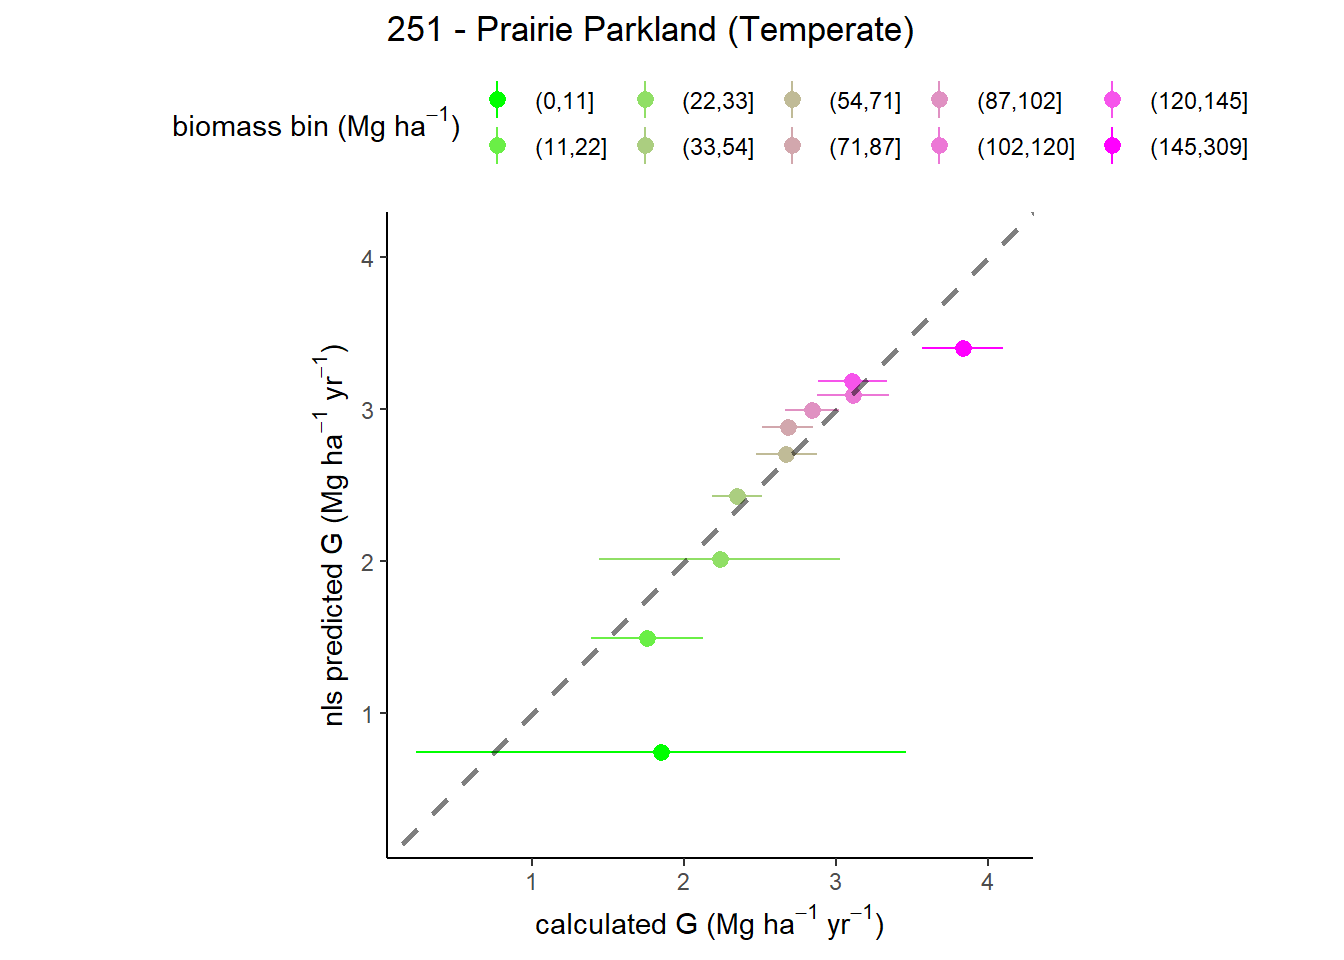 251 - Prairie Parkland (Temperate)
biomass bin (Mg ha⁻¹)
(0,11] (22,33] (54,71] (87,102] (120,145]
(11,22] (33,54] (71,87] (102,120] (145,309]
nls predicted G (Mg ha⁻¹ yr⁻¹)
4
3
2
1
1 2 3 4
calculated G (Mg ha⁻¹ yr⁻¹)